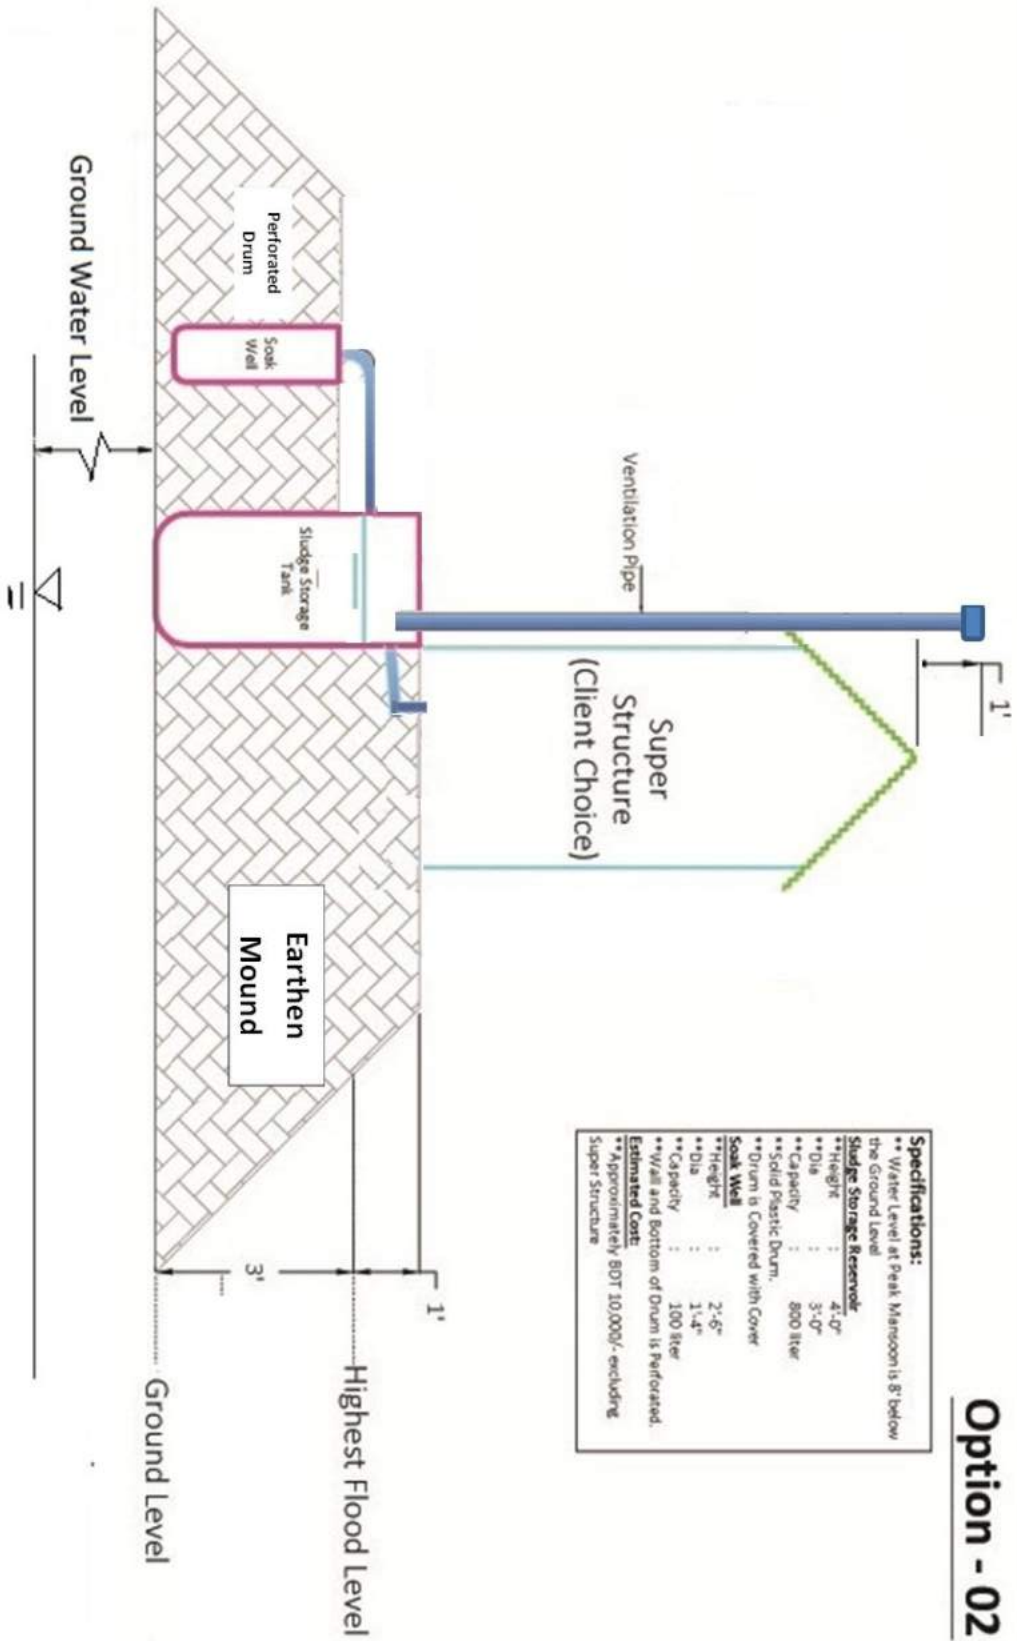 Option - 02
Specifications:
** Water Level at Peak Mansoon is 8' below
the Ground Level
Sludge Storage Reservoir
**Height : 4'-0"
**Dia : 3'-0"
**Capacity : 800 liter
**Solid Plastic Drum.
**Drum is Covered with Cover
Soak Well
**Height : 2'-6"
**Dia : 1'-4"
**Capacity : 100 liter
**Wall and Bottom of Drum is Perforated.
Estimated Cost:
**Approximately BDT 10,000/- excluding
Super Structure
1'
Ventilation Pipe
Super
Structure
(Client Choice)
Perforated
Drum
Soak
Well
Sludge Storage
Tank
Earthen
Mound
1'
3'
Highest Flood Level
Ground Level
Ground Water Level